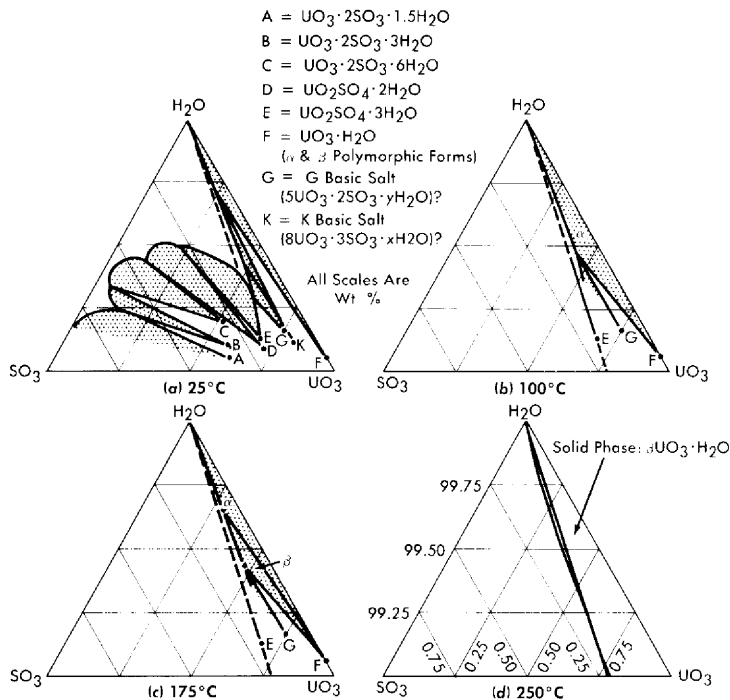 A = UO3·2SO3·1.5H2O
B = UO3·2SO3·3H2O
C = UO3·2SO3·6H2O
D = UO2SO4·2H2O
E = UO2SO4·3H2O
F = UO3·H2O
(α & β Polymorphic Forms)
G = G Basic Salt
(5UO3·2SO3·yH2O)?
K = K Basic Salt
(8UO3·3SO3·xH2O)?
All Scales Are
Wt %
H2O
C
B
A
E
D
G
K
F
SO3
UO3
(a) 25°C
H2O
α
E
G
F
SO3
UO3
(b) 100°C
H2O
α
β
E
G
F
SO3
UO3
(c) 175°C
H2O
Solid Phase: βUO3·H2O
99.75
99.50
99.25
0.75
0.25
0.50
0.50
0.25
0.75
SO3
UO3
(d) 250°C